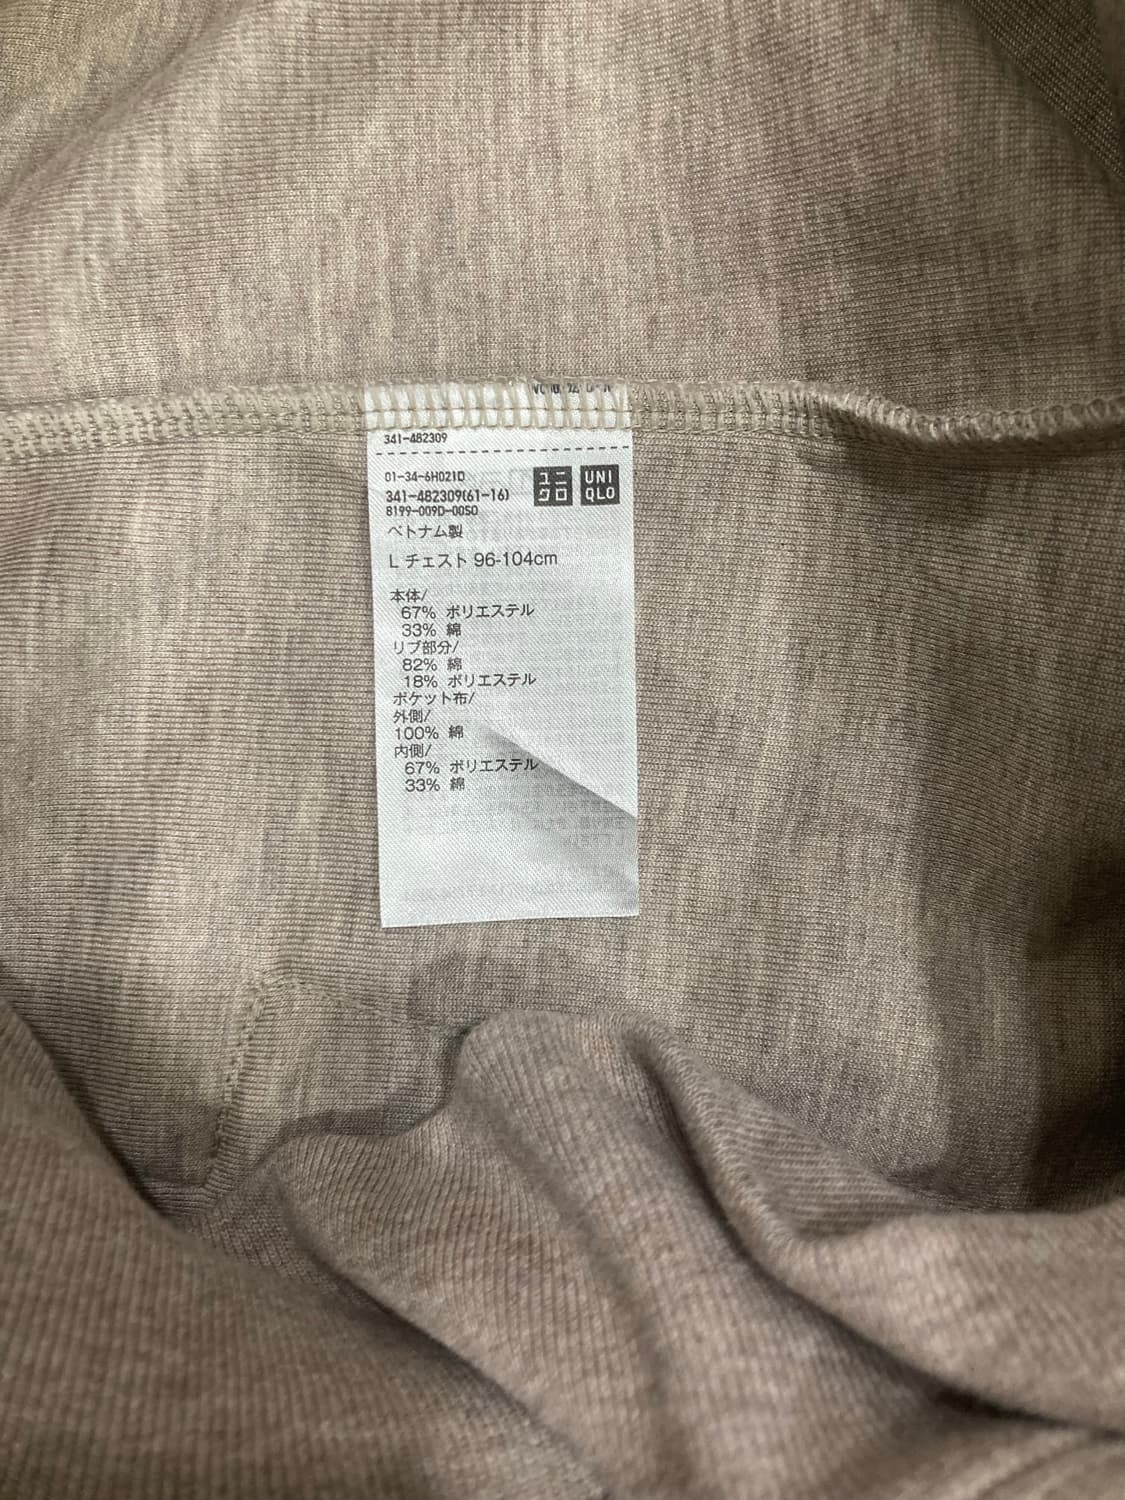 341-482309
01-34-6H021D
ユニ
クロ
UNI
QLO
341-482309(61-16)
8199-009D-00SO
ベトナム製
L チェスト 96-104cm
本体/
67% ポリエステル
33% 綿
リブ部分/
82% 綿
18% ポリエステル
ポケット布/
外側/
100% 綿
内側/
67% ポリエステル
33% 綿